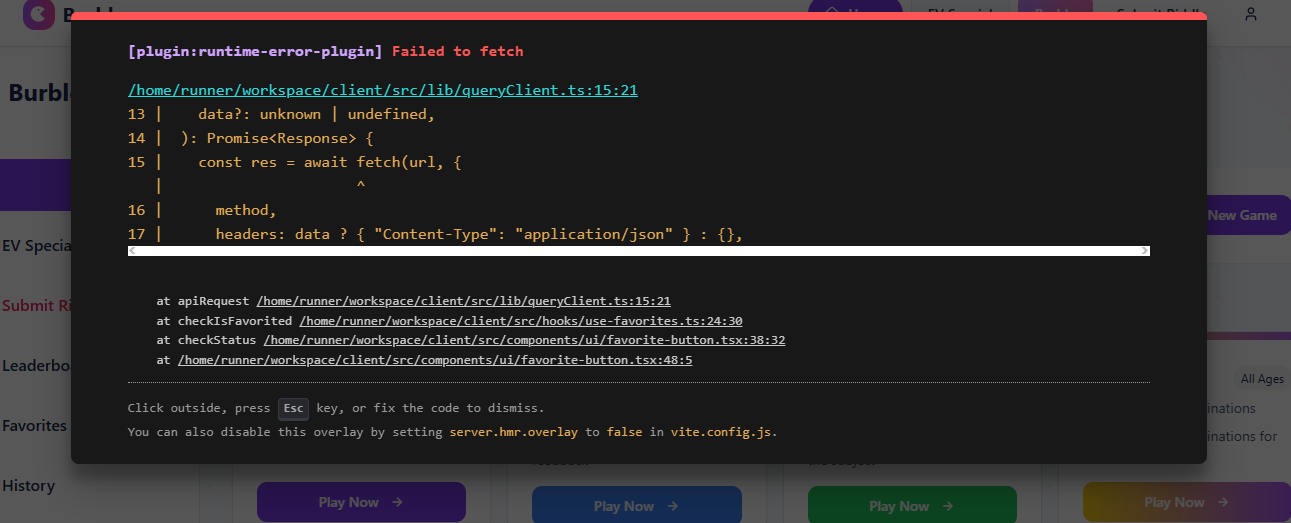 [plugin:runtime-error-plugin] Failed to fetch
/home/runner/workspace/client/src/lib/queryClient.ts:15:21
13 |    data?: unknown | undefined,
14 |  ): Promise<Response> {
15 |    const res = await fetch(url, {
   |                      ^
16 |      method,
17 |      headers: data ? { "Content-Type": "application/json" } : {},
at apiRequest /home/runner/workspace/client/src/lib/queryClient.ts:15:21
at checkIsFavorited /home/runner/workspace/client/src/hooks/use-favorites.ts:24:30
at checkStatus /home/runner/workspace/client/src/components/ui/favorite-button.tsx:38:32
at /home/runner/workspace/client/src/components/ui/favorite-button.tsx:48:5
Click outside, press Esc key, or fix the code to dismiss.
You can also disable this overlay by setting server.hmr.overlay to false in vite.config.js.
New Game
EV Specia
Submit Ri
Leaderbo
All Ages
inations
Favorites
inations for
History
Play Now →
Play Now →
Play Now →
Play Now →